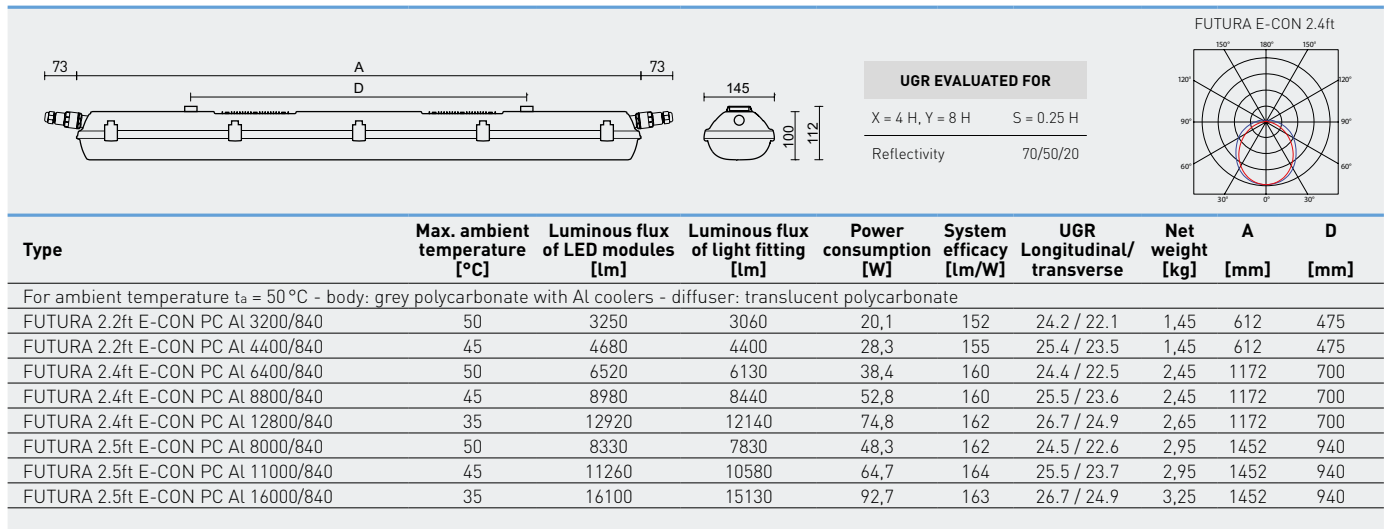 FUTURA E-CON 2.4ft
150° 180° 150°
120° 120°
90° 90°
60° 60°
30° 0° 30°
73 A 73
D
145
100
112
UGR EVALUATED FOR
X = 4 H, Y = 8 H S = 0.25 H
Reflectivity 70/50/20
Type Max. ambient temperature [°C] Luminous flux of LED modules [lm] Luminous flux of light fitting [lm] Power consumption [W] System efficacy [lm/W] UGR Longitudinal/ transverse Net weight [kg] A [mm] D [mm]
For ambient temperature ta = 50 °C - body: grey polycarbonate with Al coolers - diffuser: translucent polycarbonate
FUTURA 2.2ft E-CON PC Al 3200/840 50 3250 3060 20,1 152 24.2 / 22.1 1,45 612 475
FUTURA 2.2ft E-CON PC Al 4400/840 45 4680 4400 28,3 155 25.4 / 23.5 1,45 612 475
FUTURA 2.4ft E-CON PC Al 6400/840 50 6520 6130 38,4 160 24.4 / 22.5 2,45 1172 700
FUTURA 2.4ft E-CON PC Al 8800/840 45 8980 8440 52,8 160 25.5 / 23.6 2,45 1172 700
FUTURA 2.4ft E-CON PC Al 12800/840 35 12920 12140 74,8 162 26.7 / 24.9 2,65 1172 700
FUTURA 2.5ft E-CON PC Al 8000/840 50 8330 7830 48,3 162 24.5 / 22.6 2,95 1452 940
FUTURA 2.5ft E-CON PC Al 11000/840 45 11260 10580 64,7 164 25.5 / 23.7 2,95 1452 940
FUTURA 2.5ft E-CON PC Al 16000/840 35 16100 15130 92,7 163 26.7 / 24.9 3,25 1452 940